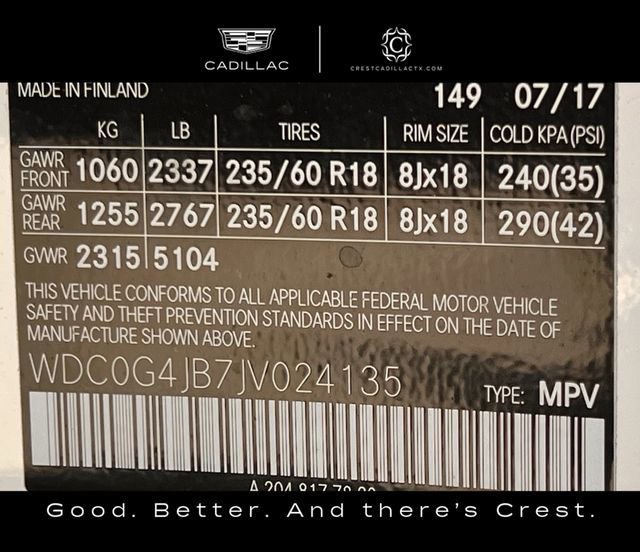 CADILLAC
CRESTCADILLACTX.COM
MADE IN FINLAND 149 07/17
KG LB TIRES RIM SIZE COLD KPA (PSI)
GAWR FRONT 1060 2337 235/60 R18 8Jx18 240(35)
GAWR REAR 1255 2767 235/60 R18 8Jx18 290(42)
GVWR 2315 5104
THIS VEHICLE CONFORMS TO ALL APPLICABLE FEDERAL MOTOR VEHICLE
SAFETY AND THEFT PREVENTION STANDARDS IN EFFECT ON THE DATE OF
MANUFACTURE SHOWN ABOVE.
WDC0G4JB7JV024135 TYPE: MPV
A 204 817
Good. Better. And there's Crest.